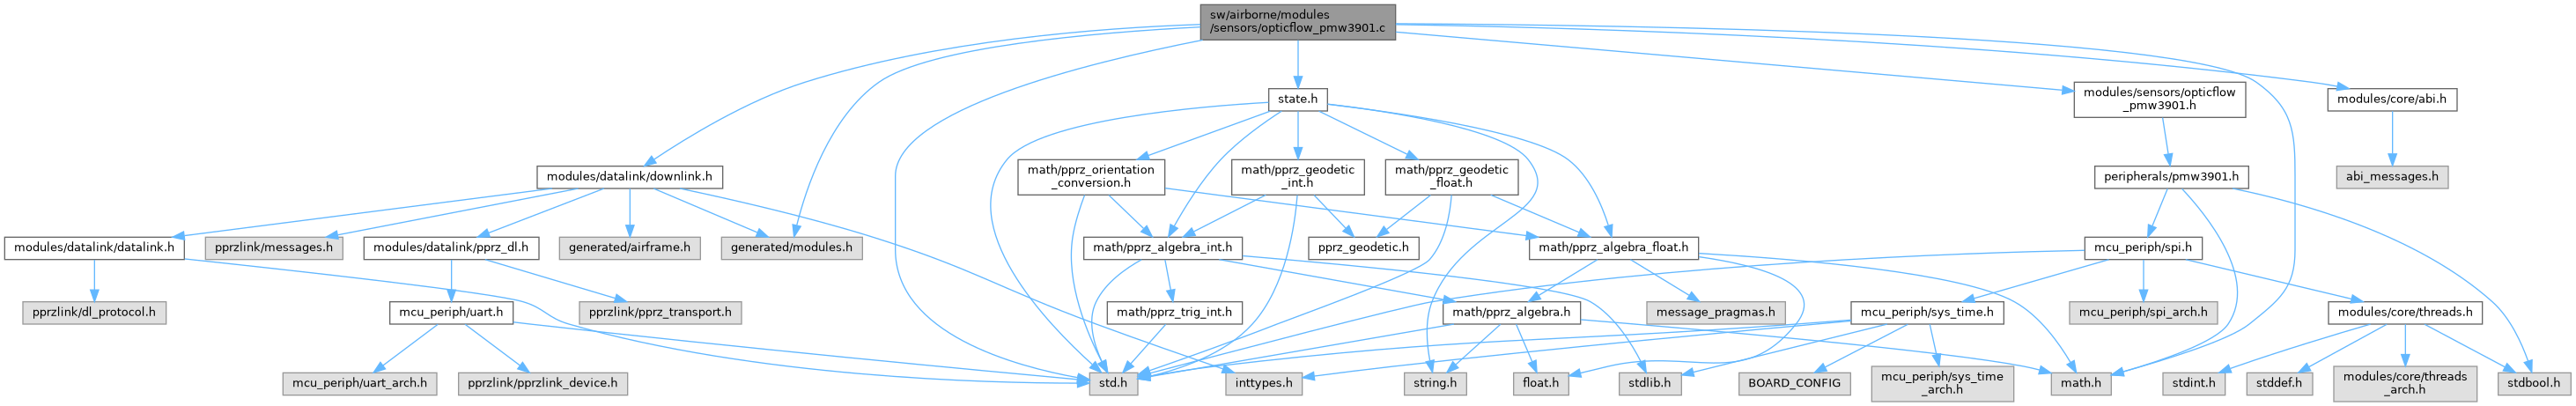 sw/airborne/modules
/sensors/opticflow_pmw3901.c
state.h
modules/sensors/opticflow
_pmw3901.h
modules/core/abi.h
modules/datalink/downlink.h
math/pprz_orientation
_conversion.h
math/pprz_geodetic
_int.h
math/pprz_geodetic
_float.h
peripherals/pmw3901.h
abi_messages.h
modules/datalink/datalink.h
pprzlink/messages.h
modules/datalink/pprz_dl.h
generated/airframe.h
generated/modules.h
math/pprz_algebra_int.h
pprz_geodetic.h
math/pprz_algebra_float.h
mcu_periph/spi.h
pprzlink/dl_protocol.h
mcu_periph/uart.h
pprzlink/pprz_transport.h
math/pprz_trig_int.h
math/pprz_algebra.h
message_pragmas.h
mcu_periph/sys_time.h
mcu_periph/spi_arch.h
modules/core/threads.h
mcu_periph/uart_arch.h
pprzlink/pprzlink_device.h
std.h
inttypes.h
string.h
float.h
stdlib.h
BOARD_CONFIG
mcu_periph/sys_time
_arch.h
math.h
stdint.h
stddef.h
modules/core/threads
_arch.h
stdbool.h